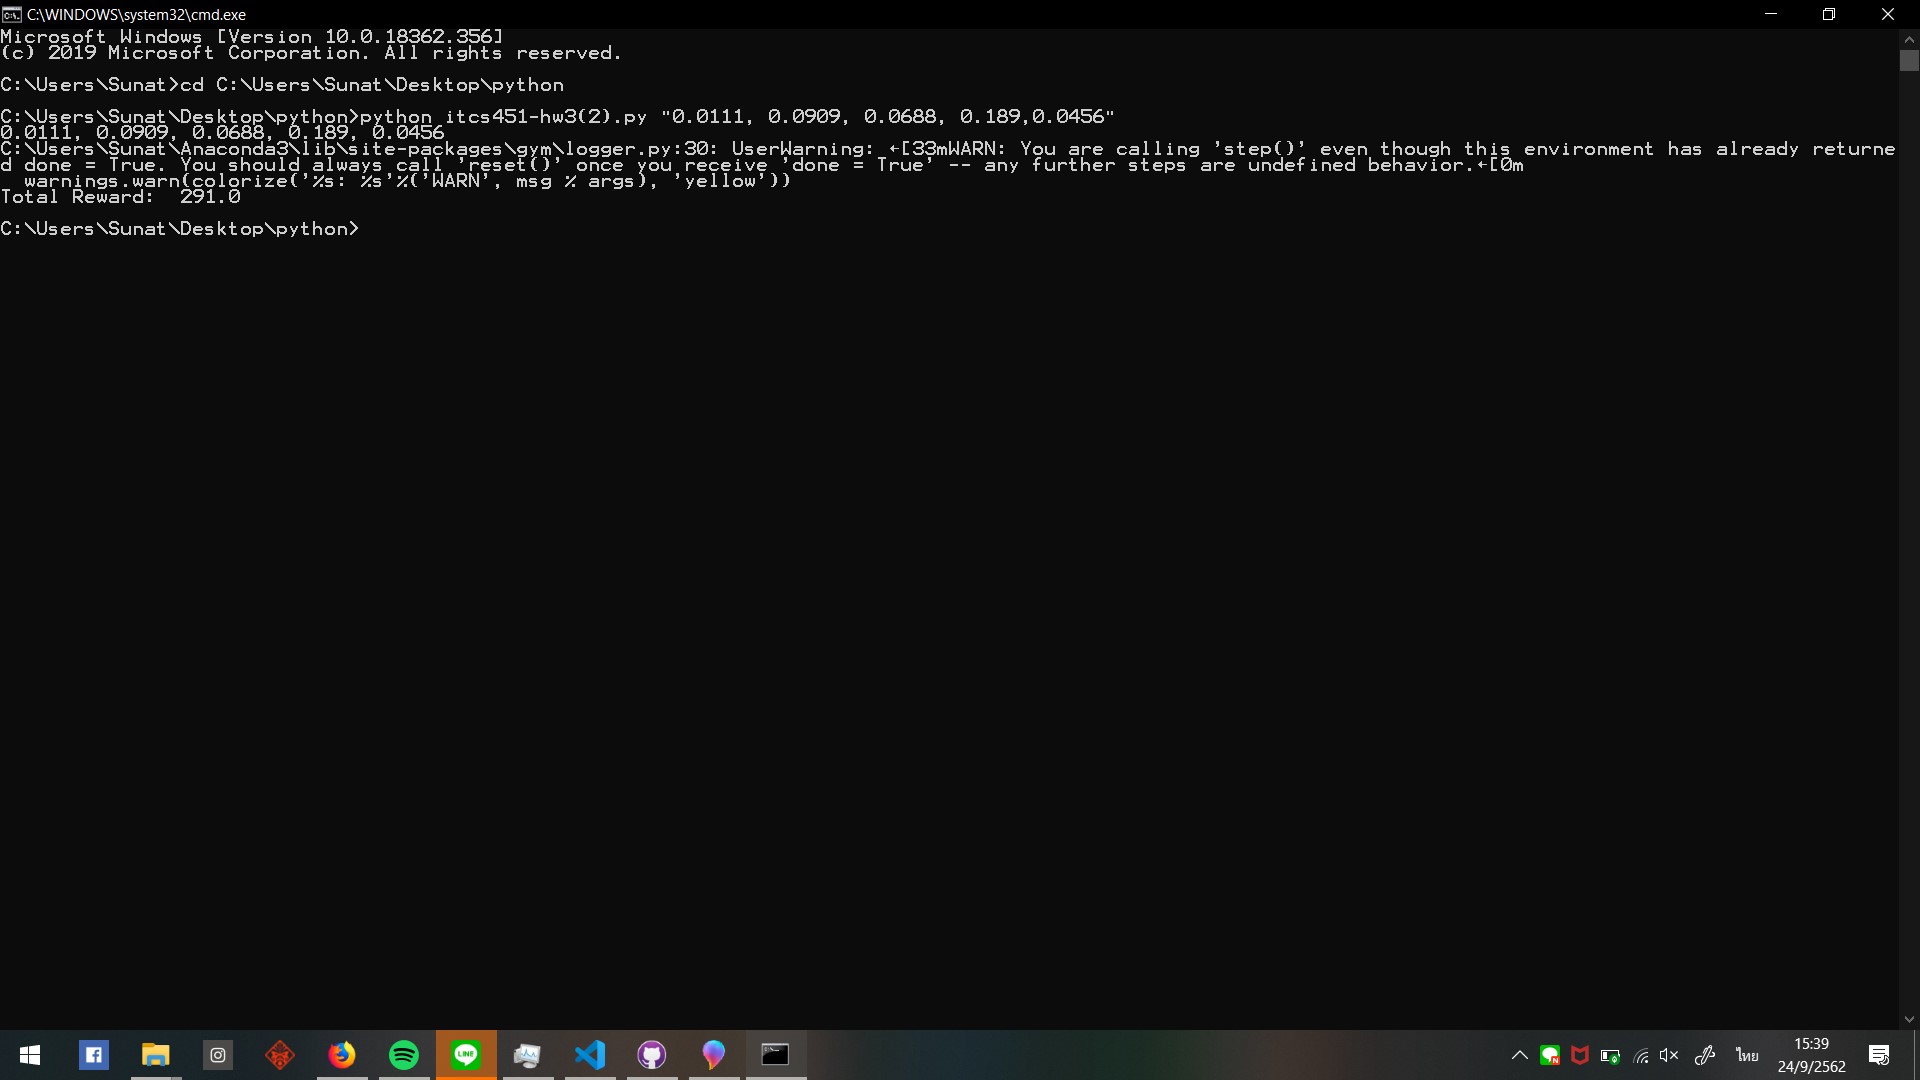 C:\WINDOWS\system32\cmd.exe
Microsoft Windows [Version 10.0.18362.356]
(c) 2019 Microsoft Corporation. All rights reserved.
C:\Users\Sunat>cd C:\Users\Sunat\Desktop\python
C:\Users\Sunat\Desktop\python>python itcs451-hw3(2).py "0.0111, 0.0909, 0.0688, 0.189,0.0456"
0.0111, 0.0909, 0.0688, 0.189, 0.0456
C:\Users\Sunat\Anaconda3\lib\site-packages\gym\logger.py:30: UserWarning: ←[33mWARN: You are calling 'step()' even though this environment has already returne
d done = True. You should always call 'reset()' once you receive 'done = True' -- any further steps are undefined behavior.←[0m
  warnings.warn(colorize('%s: %s'%('WARN', msg % args), 'yellow'))
Total Reward:  291.0
C:\Users\Sunat\Desktop\python>
LINE
ไทย
15:39
24/9/2562